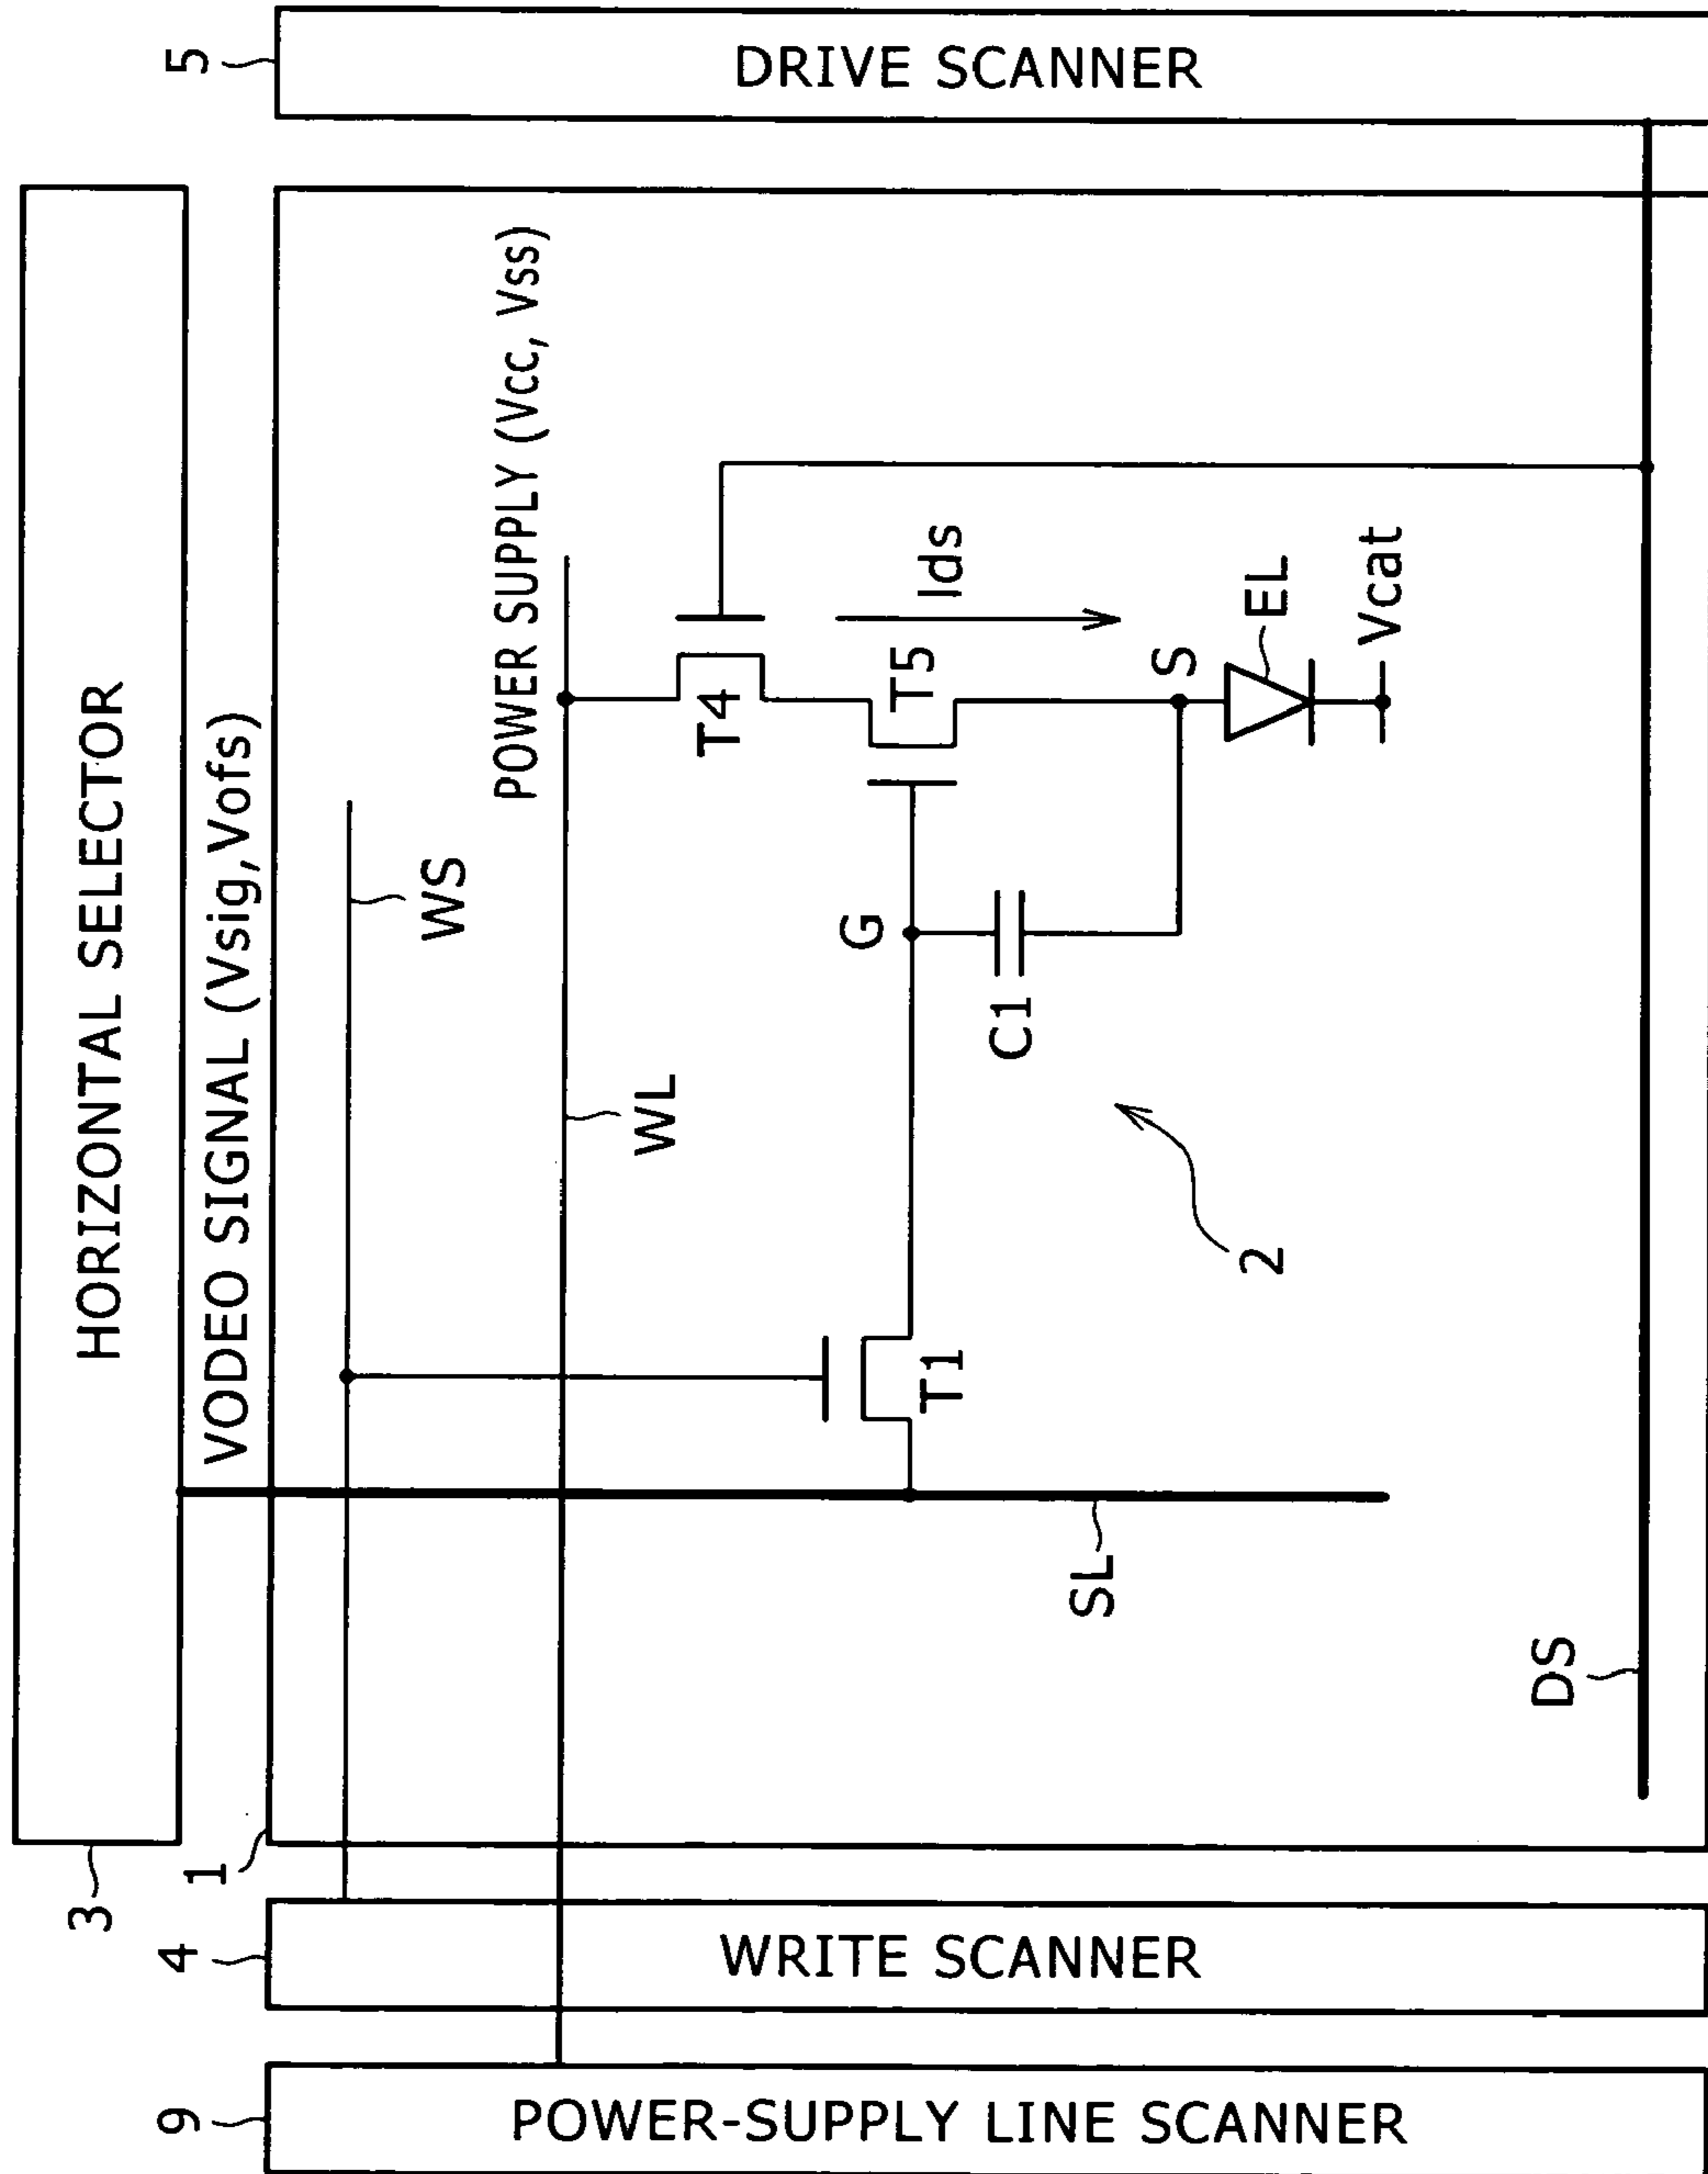 3
HORIZONTAL SELECTOR
VODEO SIGNAL (Vsig,Vofs)
9
4
1
5
POWER-SUPPLY LINE SCANNER
WRITE SCANNER
DRIVE SCANNER
WS
POWER SUPPLY (Vcc, Vss)
WL
T4
G
T5
Ids
T1
C1
SL
S
2
EL
Vcat
DS